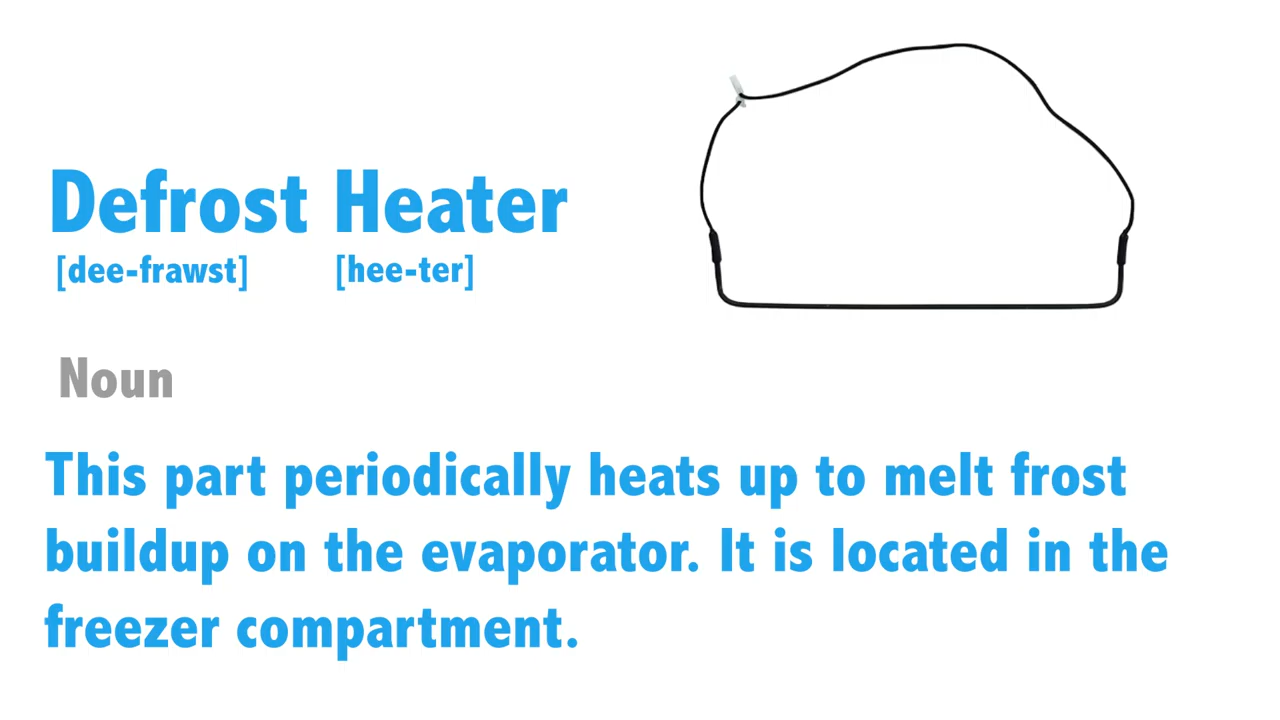 Defrost Heater
[dee-frawst] [hee-ter]
Noun
This part periodically heats up to melt frost
buildup on the evaporator. It is located in the
freezer compartment.